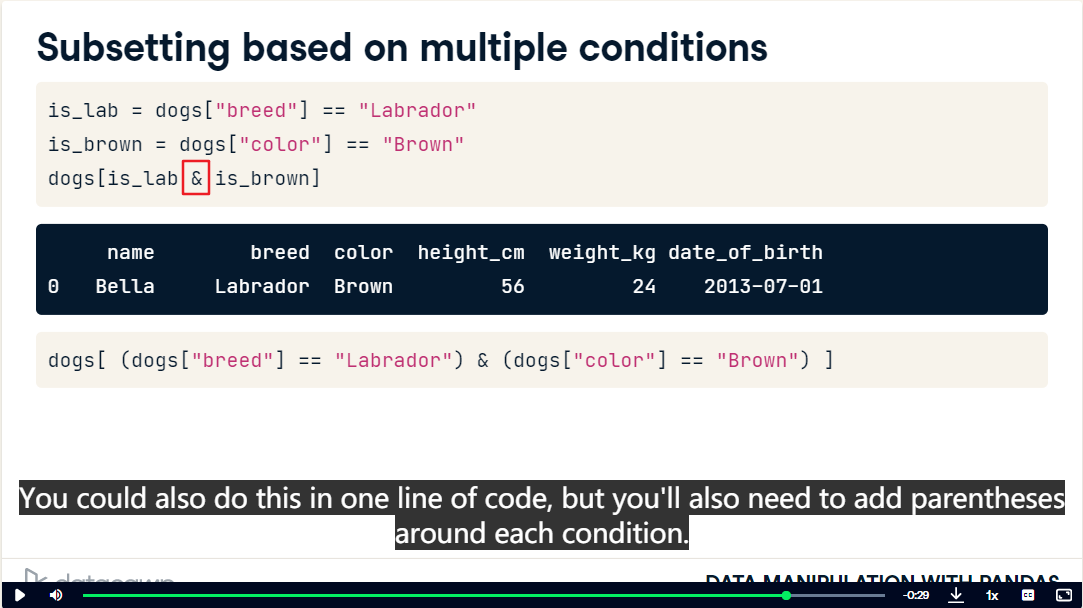 Subsetting based on multiple conditions
is_lab = dogs["breed"] == "Labrador"
is_brown = dogs["color"] == "Brown"
dogs[is_lab & is_brown]
name breed color height_cm weight_kg date_of_birth
0 Bella Labrador Brown 56 24 2013-07-01
dogs[ (dogs["breed"] == "Labrador") & (dogs["color"] == "Brown") ]
You could also do this in one line of code, but you'll also need to add parentheses
around each condition.
datacamp DATA MANIPULATION WITH PANDAS
-0:29 1x CC